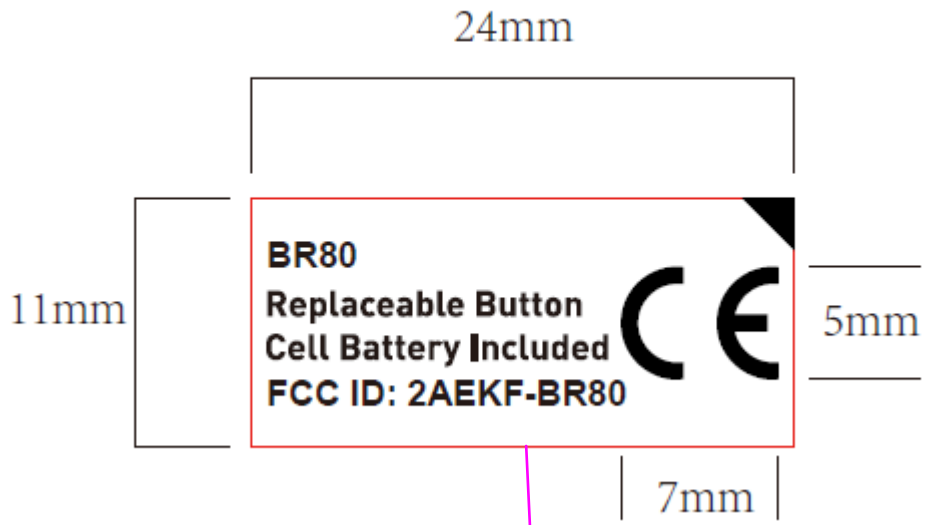 24mm
11mm
BR80
Replaceable Button
Cell Battery Included
FCC ID: 2AEKF-BR80
CE
5mm
7mm